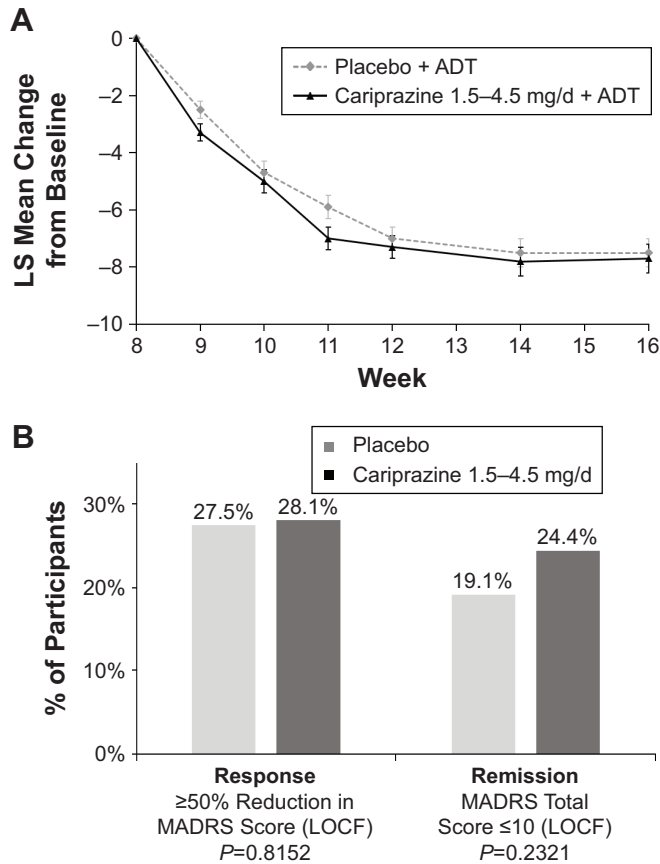 A
LS Mean Change
from Baseline
0
–2
–4
–6
–8
–10
Placebo + ADT
Cariprazine 1.5–4.5 mg/d + ADT
8 9 10 11 12 13 14 15 16
Week
B
Placebo
Cariprazine 1.5–4.5 mg/d
% of Participants
30%
20%
10%
0%
27.5% 28.1%
19.1% 24.4%
Response
≥50% Reduction in
MADRS Score (LOCF)
P=0.8152
Remission
MADRS Total
Score ≤10 (LOCF)
P=0.2321